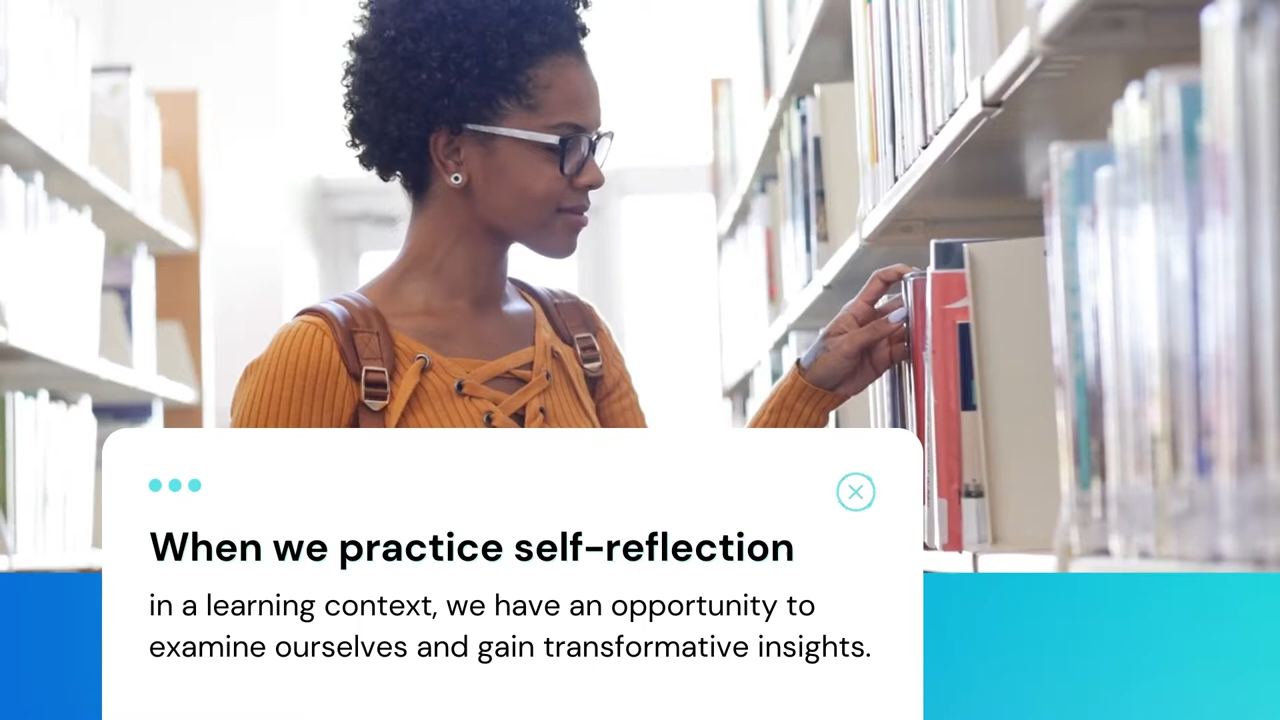 When we practice self-reflection
in a learning context, we have an opportunity to
examine ourselves and gain transformative insights.